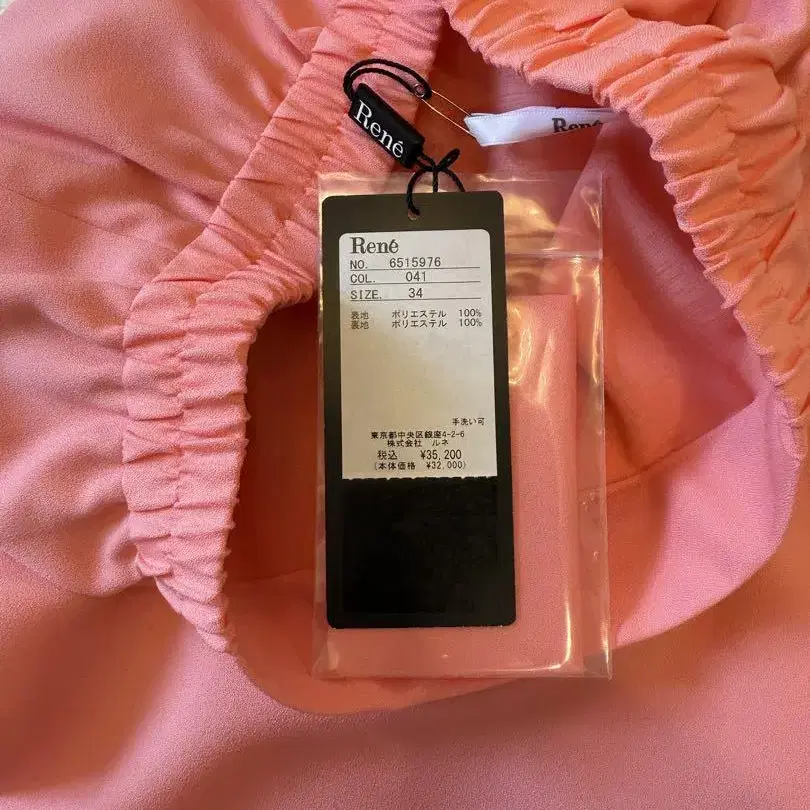 René
René
René
NO. 6515976
COL. 041
SIZE. 34
表地 ポリエステル 100%
裏地 ポリエステル 100%
手洗い可
東京都中央区銀座4-2-6
株式会社 ルネ
税込 ¥35,200
(本体価格 ¥32,000)